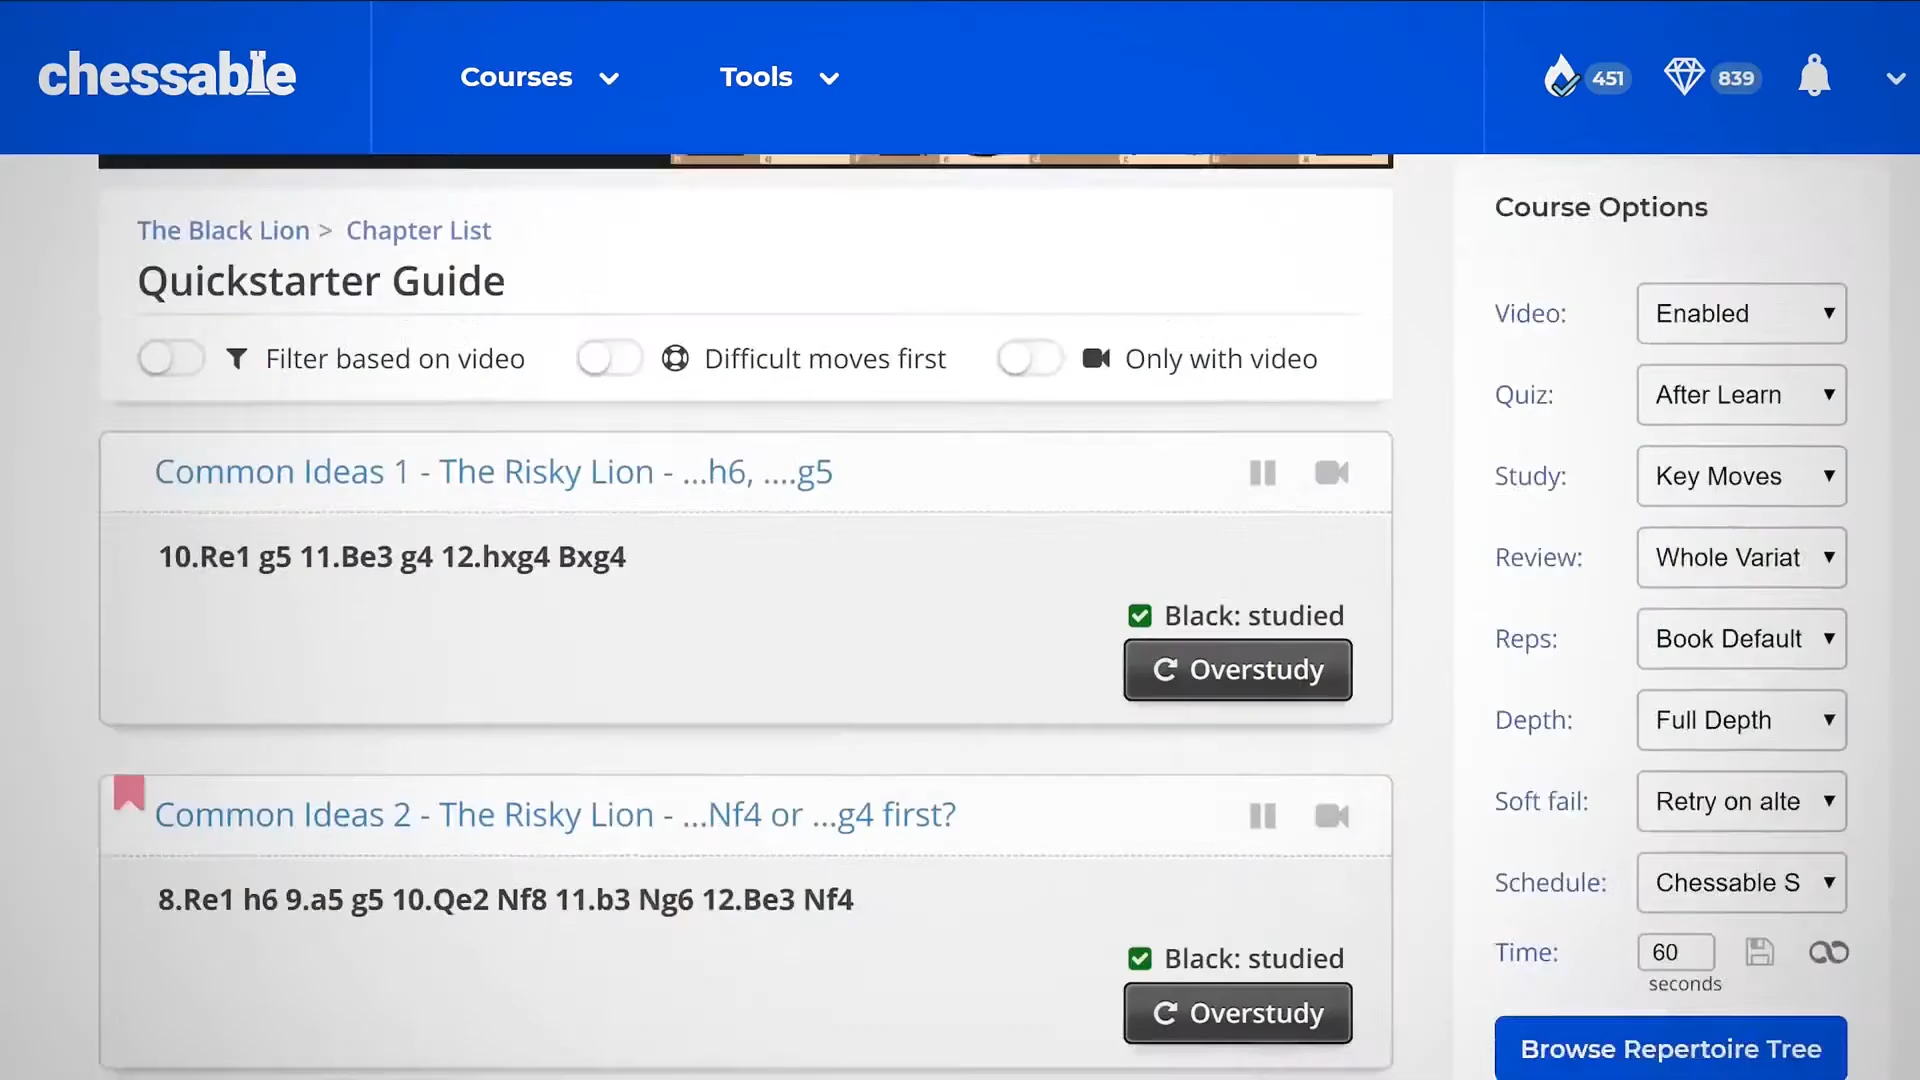 chessable
Courses
Tools
451
839
The Black Lion > Chapter List
Quickstarter Guide
Filter based on video
Difficult moves first
Only with video
Common Ideas 1 - The Risky Lion - ...h6, ....g5
10.Re1 g5 11.Be3 g4 12.hxg4 Bxg4
Black: studied
Overstudy
Common Ideas 2 - The Risky Lion - ...Nf4 or ...g4 first?
8.Re1 h6 9.a5 g5 10.Qe2 Nf8 11.b3 Ng6 12.Be3 Nf4
Black: studied
Overstudy
Course Options
Video: Enabled
Quiz: After Learn
Study: Key Moves
Review: Whole Variat
Reps: Book Default
Depth: Full Depth
Soft fail: Retry on alte
Schedule: Chessable S
Time: 60
seconds
Browse Repertoire Tree